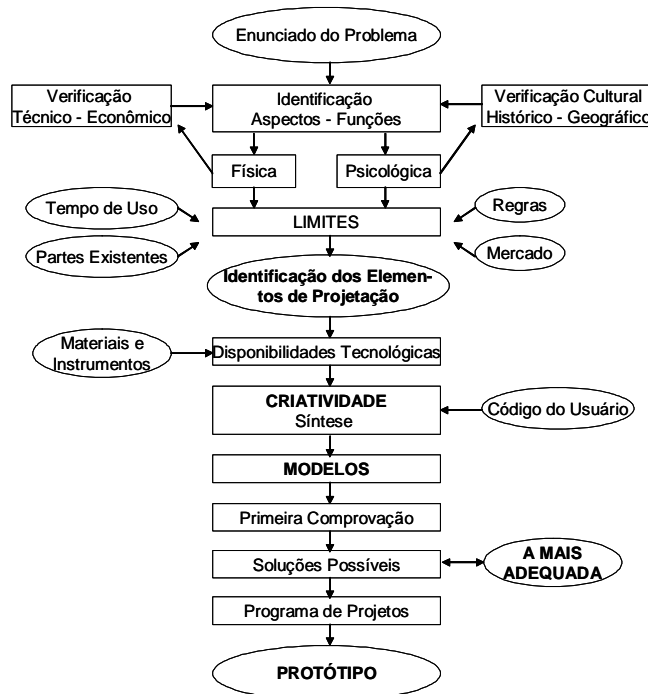 Enunciado do Problema
Verificação
Técnico - Econômico
Identificação
Aspectos - Funções
Verificação Cultural
Histórico - Geográfico
Física
Psicológica
Tempo de Uso
Regras
LIMITES
Partes Existentes
Mercado
Identificação dos Elemen-
tos de Projetação
Materiais e
Instrumentos
Disponibilidades Tecnológicas
CRIATIVIDADE
Síntese
Código do Usuário
MODELOS
Primeira Comprovação
Soluções Possíveis
A MAIS
ADEQUADA
Programa de Projetos
PROTÓTIPO